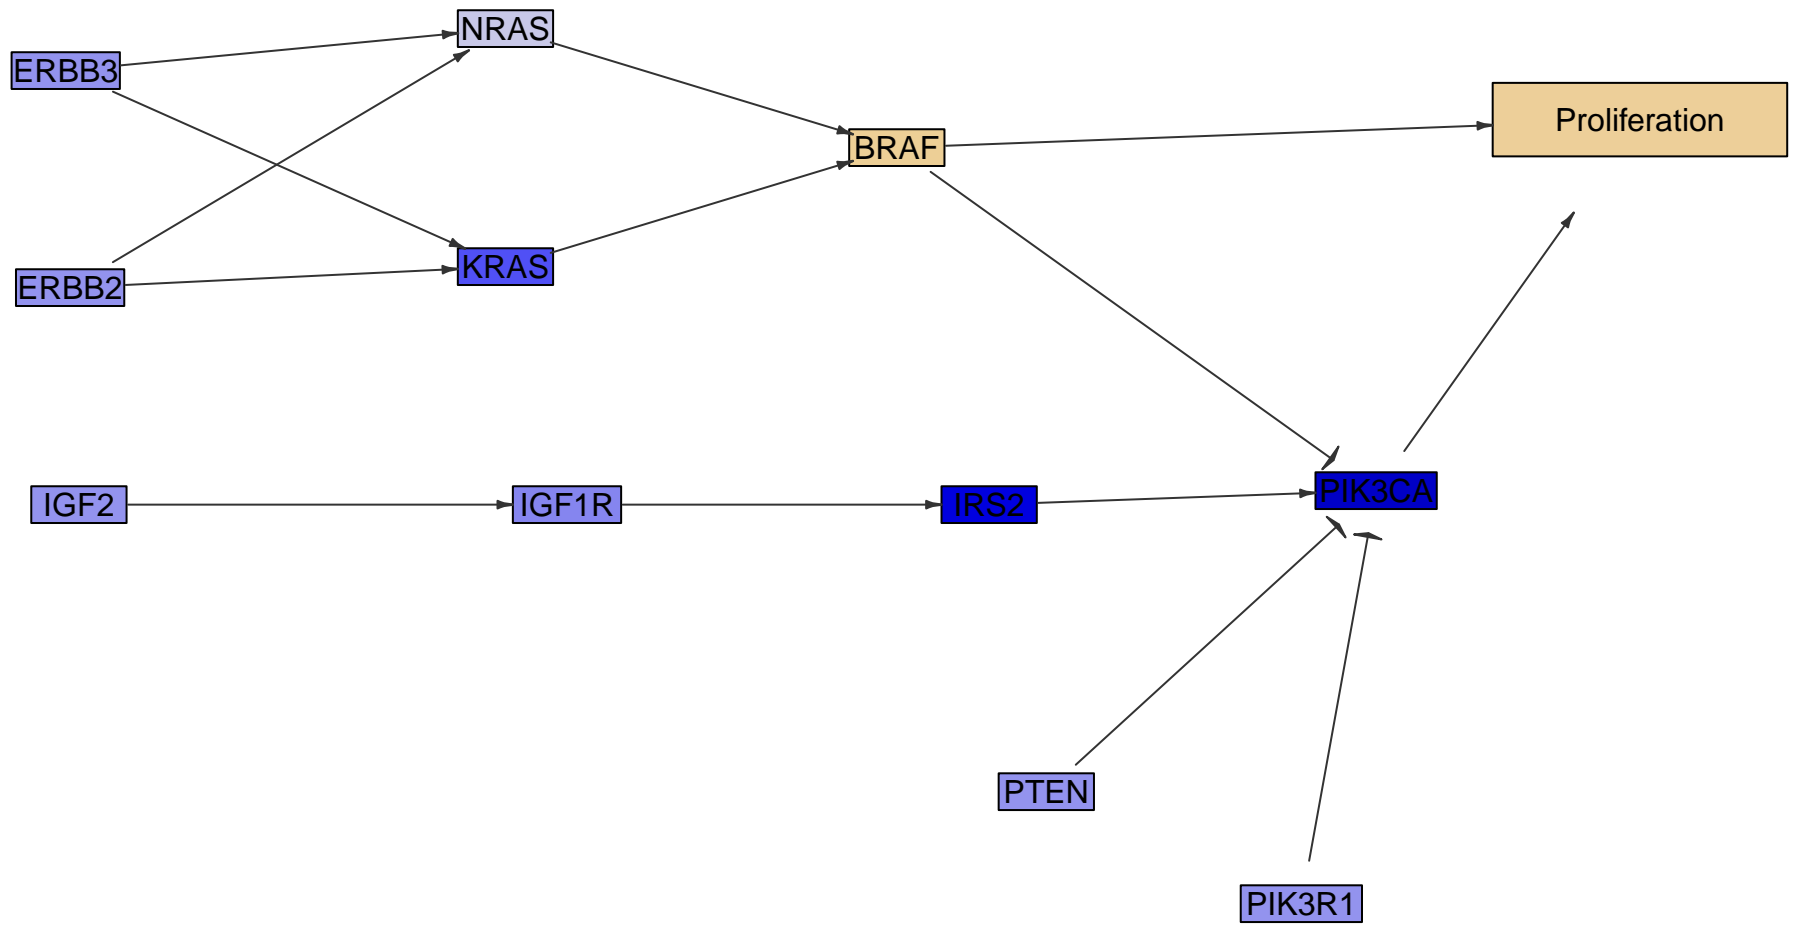 NRAS
ERBB3
Proliferation
BRAF
KRAS
ERBB2
IGF2
IGF1R
IRS2
PIK3CA
PTEN
PIK3R1